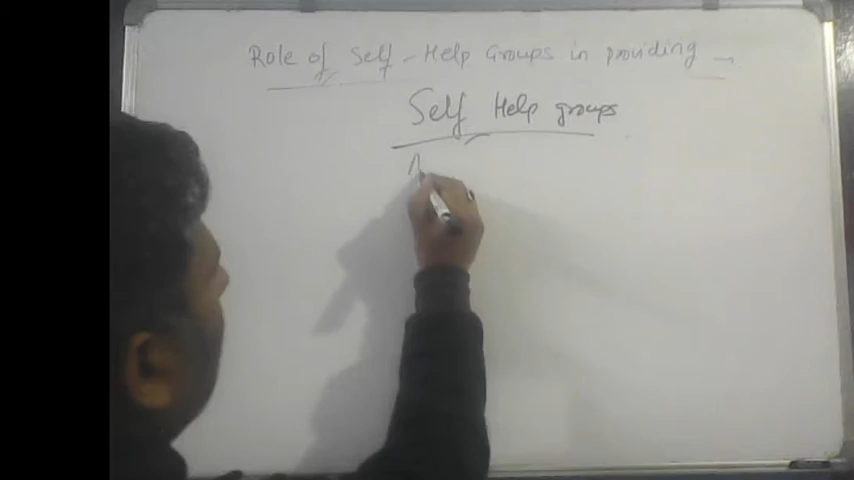 Role of Self - Help Groups in providing
Self Help groups